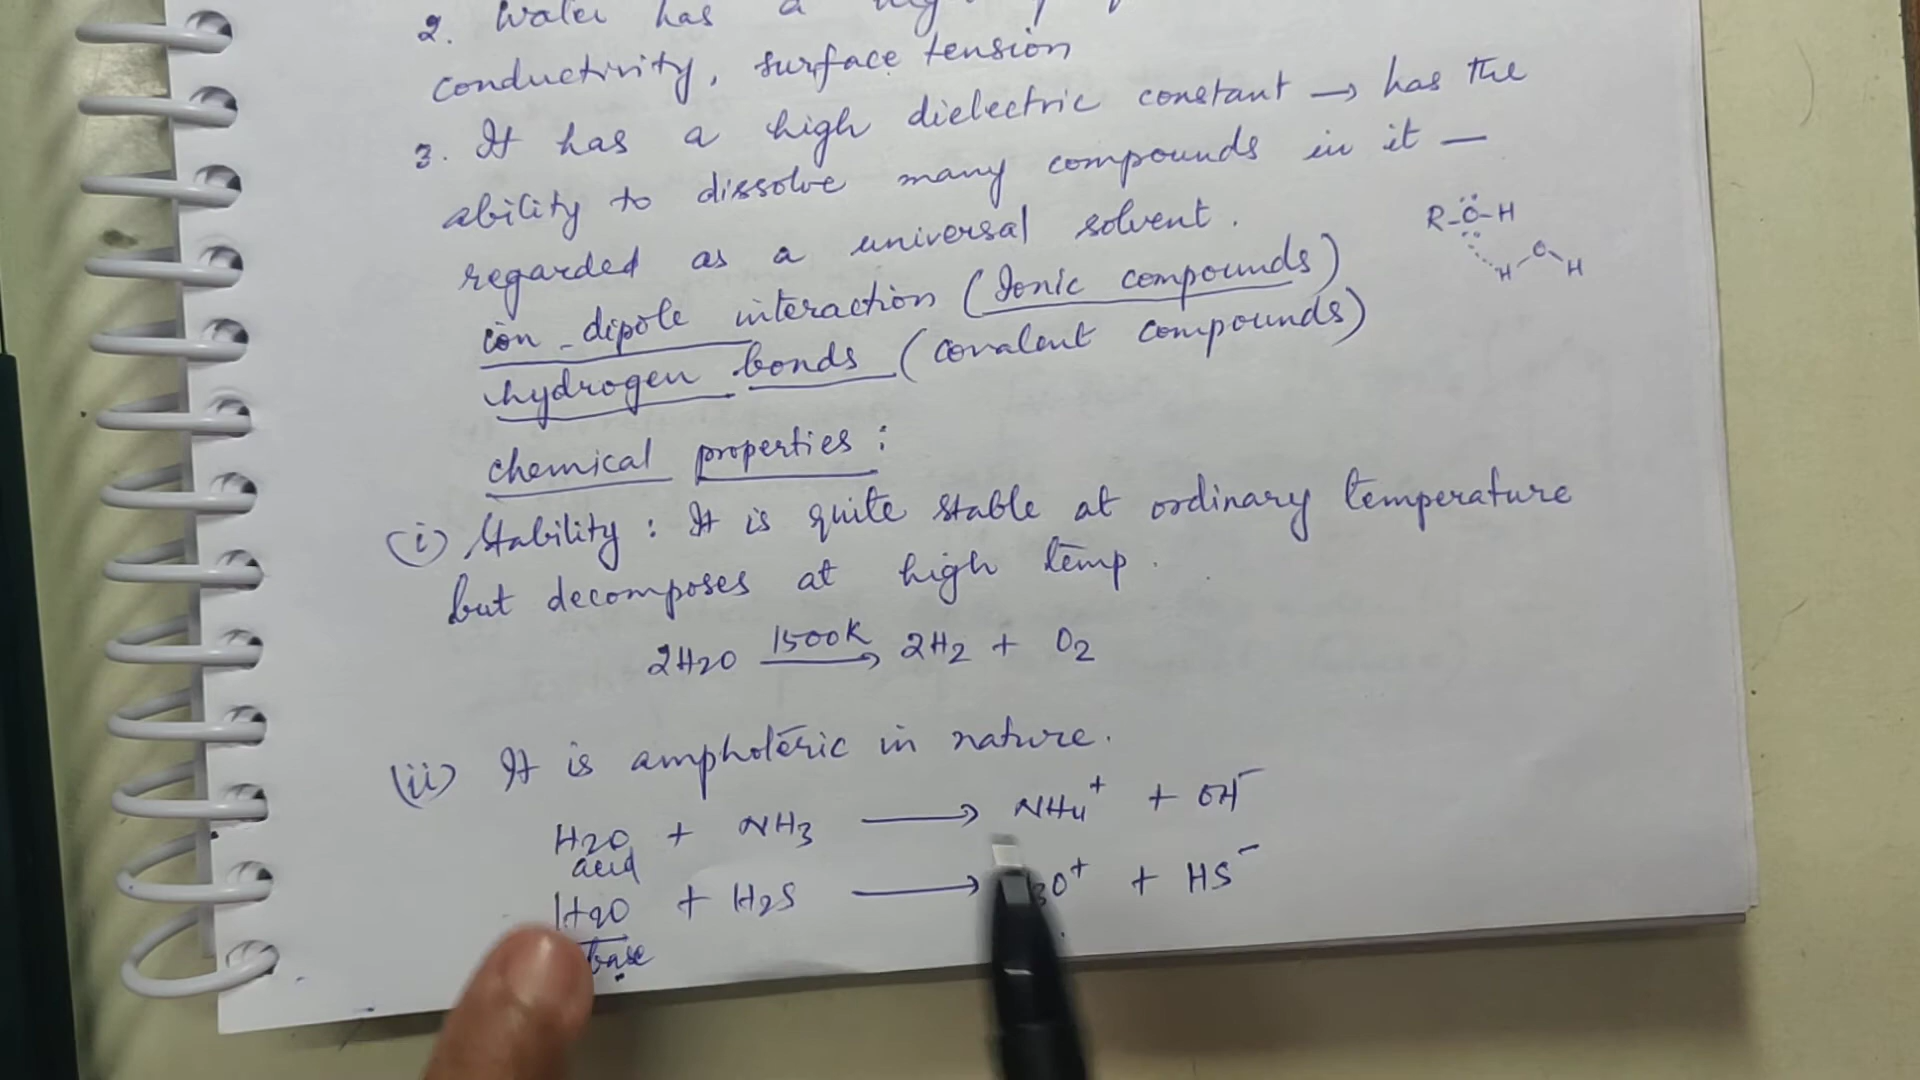 2. Water has a
conductivity, surface tension
3. It has a high dielectric constant → has the
ability to dissolve many compounds in it —
regarded as a universal solvent.
R-O-H
H O H
ion-dipole interaction (Ionic compounds)
hydrogen bonds (covalent compounds)
chemical properties:
(i) Stability: It is quite stable at ordinary temperature
but decomposes at high temp.
2H2O 1500K→ 2H2 + O2
(ii) It is amphoteric in nature.
H2O + NH3 → NH4+ + OH-
acid
H2O + H2S → 3O+ + HS-
base